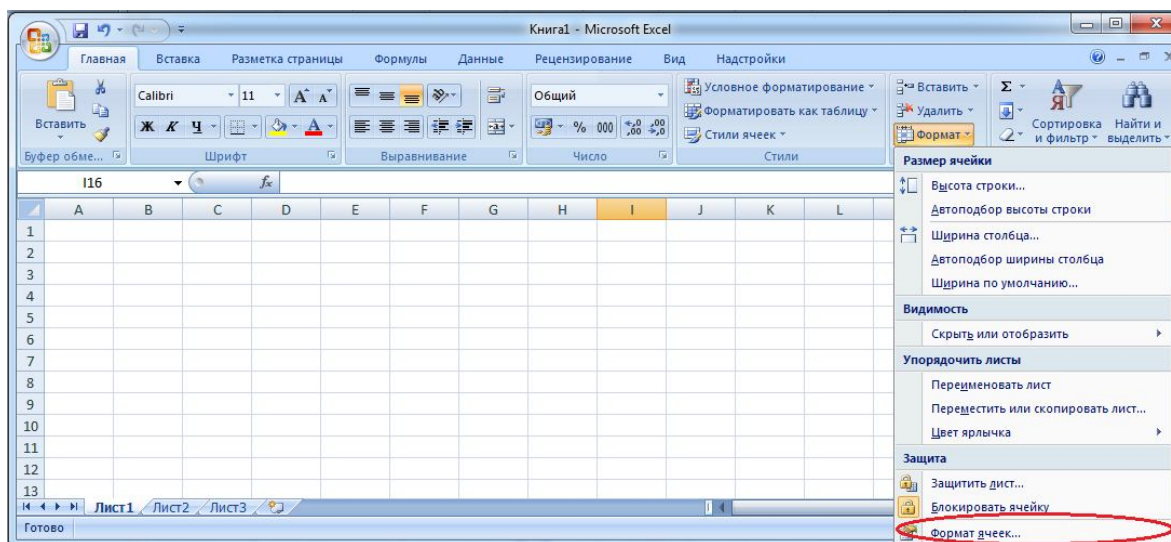 Книга1 - Microsoft Excel
Главная Вставка Разметка страницы Формулы Данные Рецензирование Вид Надстройки
Вставить
Calibri 11 A A
Ж К Ч A
Общий
% 000 ,0 ,00 ,00 ,0
Условное форматирование
Форматировать как таблицу
Стили ячеек
Вставить
Удалить
Формат
Σ
Сортировка и фильтр
Найти и выделить
Буфер обме... Шрифт Выравнивание Число Стили
I16 fx
A B C D E F G H I J K L
1
2
3
4
5
6
7
8
9
10
11
12
13
Размер ячейки
Высота строки...
Автоподбор высоты строки
Ширина столбца...
Автоподбор ширины столбца
Ширина по умолчанию...
Видимость
Скрыть или отобразить
Упорядочить листы
Переименовать лист
Переместить или скопировать лист...
Цвет ярлычка
Защита
Защитить лист...
Блокировать ячейку
Формат ячеек...
Лист1 Лист2 Лист3
Готово